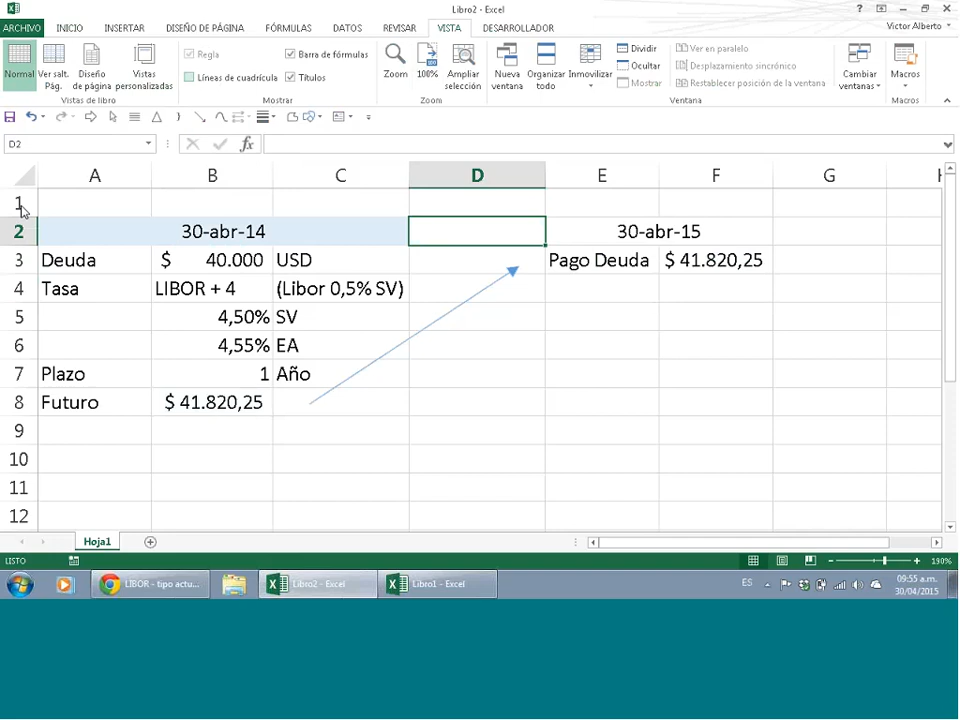 Libro2 - Excel
ARCHIVO INICIO INSERTAR DISEÑO DE PÁGINA FÓRMULAS DATOS REVISAR VISTA DESARROLLADOR Victor Alberto
Normal Ver salt. Pág. Diseño de página Vistas personalizadas
Vistas de libro
Regla Barra de fórmulas
Líneas de cuadrícula Títulos
Mostrar
Zoom 100% Ampliar selección
Zoom
Nueva ventana Organizar todo Inmovilizar
Dividir
Ocultar
Mostrar
Ver en paralelo
Desplazamiento sincrónico
Restablecer posición de la ventana
Ventana
Cambiar ventanas Macros
Macros
D2 fx
A B C D E F G H
1
2 30-abr-14 30-abr-15
3 Deuda $ 40.000 USD Pago Deuda $ 41.820,25
4 Tasa LIBOR + 4 (Libor 0,5% SV)
5 4,50% SV
6 4,55% EA
7 Plazo 1 Año
8 Futuro $ 41.820,25
9
10
11
12
Hoja1
LISTO 190%
LIBOR - tipo actu... Libro2 - Excel Libro1 - Excel ES 09:55 a.m.
30/04/2015